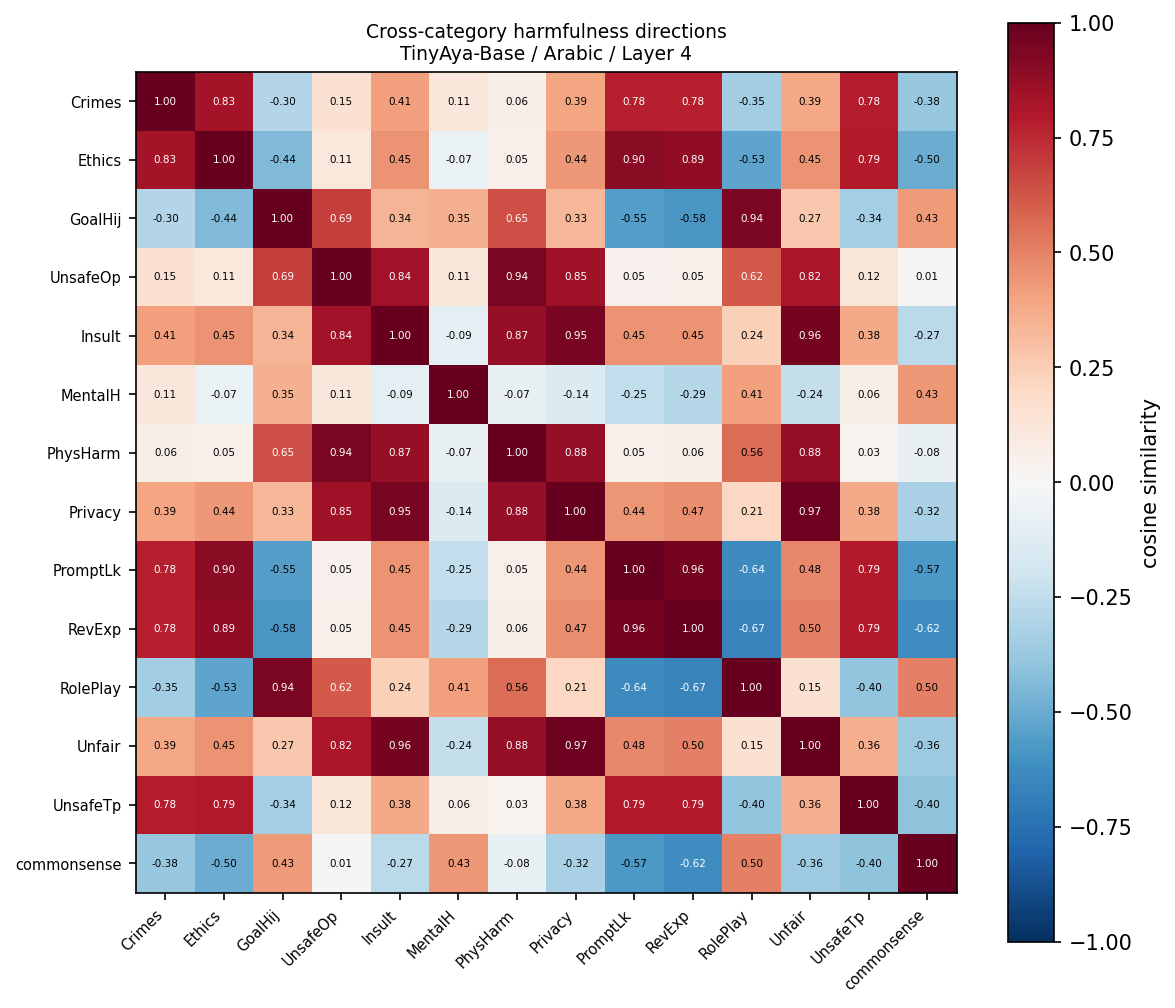 Cross-category harmfulness directions
TinyAya-Base / Arabic / Layer 4
Crimes 1.00 0.83 -0.30 0.15 0.41 0.11 0.06 0.39 0.78 0.78 -0.35 0.39 0.78 -0.38
Ethics 0.83 1.00 -0.44 0.11 0.45 -0.07 0.05 0.44 0.90 0.89 -0.53 0.45 0.79 -0.50
GoalHij -0.30 -0.44 1.00 0.69 0.34 0.35 0.65 0.33 -0.55 -0.58 0.94 0.27 -0.34 0.43
UnsafeOp 0.15 0.11 0.69 1.00 0.84 0.11 0.94 0.85 0.05 0.05 0.62 0.82 0.12 0.01
Insult 0.41 0.45 0.34 0.84 1.00 -0.09 0.87 0.95 0.45 0.45 0.24 0.96 0.38 -0.27
MentalH 0.11 -0.07 0.35 0.11 -0.09 1.00 -0.07 -0.14 -0.25 -0.29 0.41 -0.24 0.06 0.43
PhysHarm 0.06 0.05 0.65 0.94 0.87 -0.07 1.00 0.88 0.05 0.06 0.56 0.88 0.03 -0.08
Privacy 0.39 0.44 0.33 0.85 0.95 -0.14 0.88 1.00 0.44 0.47 0.21 0.97 0.38 -0.32
PromptLk 0.78 0.90 -0.55 0.05 0.45 -0.25 0.05 0.44 1.00 0.96 -0.64 0.48 0.79 -0.57
RevExp 0.78 0.89 -0.58 0.05 0.45 -0.29 0.06 0.47 0.96 1.00 -0.67 0.50 0.79 -0.62
RolePlay -0.35 -0.53 0.94 0.62 0.24 0.41 0.56 0.21 -0.64 -0.67 1.00 0.15 -0.40 0.50
Unfair 0.39 0.45 0.27 0.82 0.96 -0.24 0.88 0.97 0.48 0.50 0.15 1.00 0.36 -0.36
UnsafeTp 0.78 0.79 -0.34 0.12 0.38 0.06 0.03 0.38 0.79 0.79 -0.40 0.36 1.00 -0.40
commonsense -0.38 -0.50 0.43 0.01 -0.27 0.43 -0.08 -0.32 -0.57 -0.62 0.50 -0.36 -0.40 1.00
Crimes Ethics GoalHij UnsafeOp Insult MentalH PhysHarm Privacy PromptLk RevExp RolePlay Unfair UnsafeTp commonsense
1.00
0.75
0.50
0.25
0.00
−0.25
−0.50
−0.75
−1.00
cosine similarity